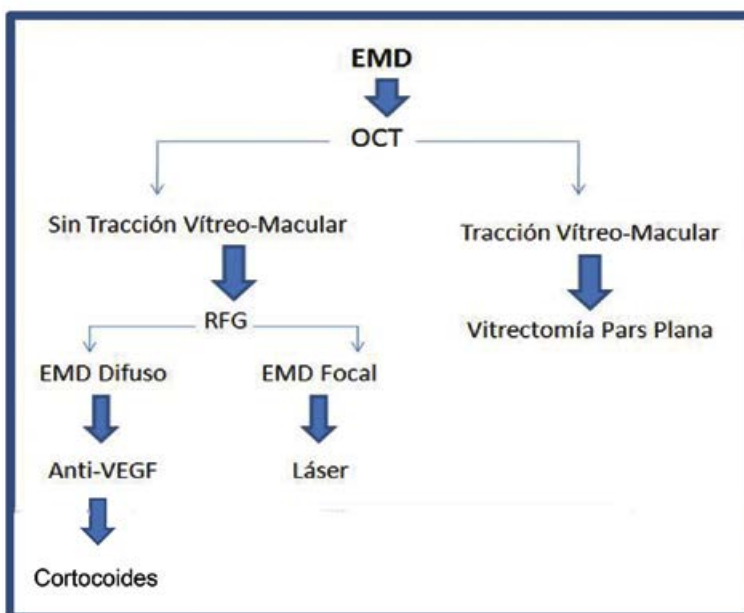 EMD
OCT
Sin Tracción Vítreo-Macular
Tracción Vítreo-Macular
RFG
Vitrectomía Pars Plana
EMD Difuso
EMD Focal
Anti-VEGF
Láser
Cortocoides